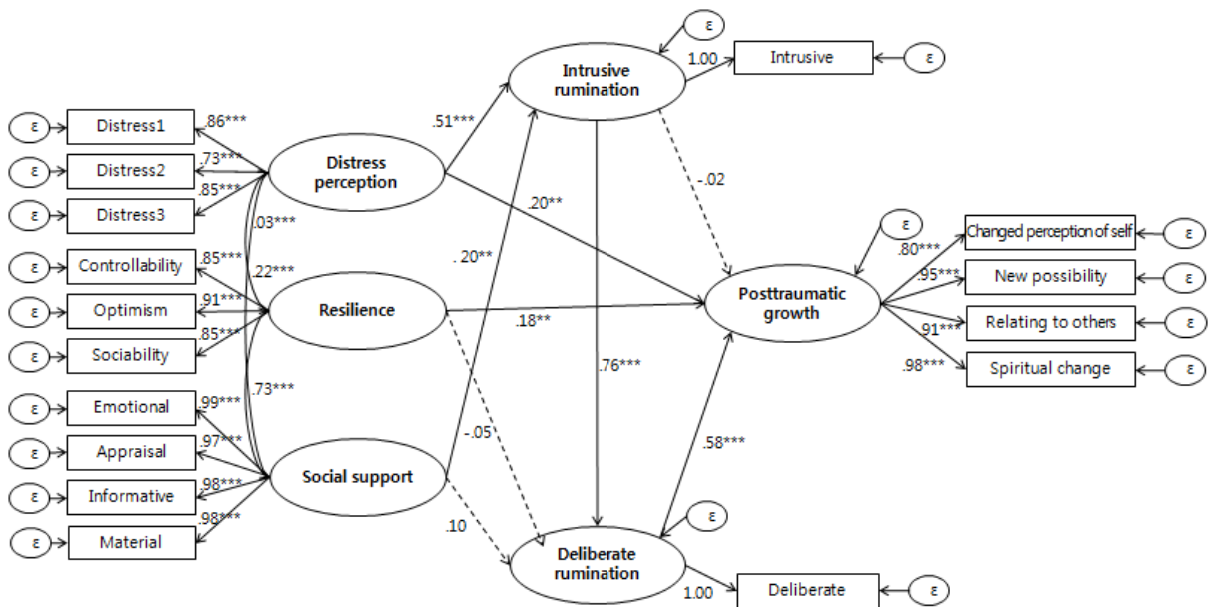 ε
1.00
Intrusive
ε
Intrusive
rumination
ε
Distress1
.86***
ε
Distress2
.73***
ε
Distress3
.85***
Distress
perception
.51***
-.02
.20**
.03***
ε
Controllability
.85***
.22***
ε
Optimism
.91***
ε
Sociability
.85***
Resilience
. 20**
.18**
ε
Posttraumatic
growth
.80***
Changed perception of self
ε
.95***
New possibility
ε
.91***
Relating to others
ε
.98***
Spiritual change
ε
.76***
.73***
-.05
.58***
ε
Emotional
.99***
ε
Appraisal
.97***
ε
Informative
.98***
ε
Material
.98***
Social support
.10
ε
Deliberate
rumination
1.00
Deliberate
ε